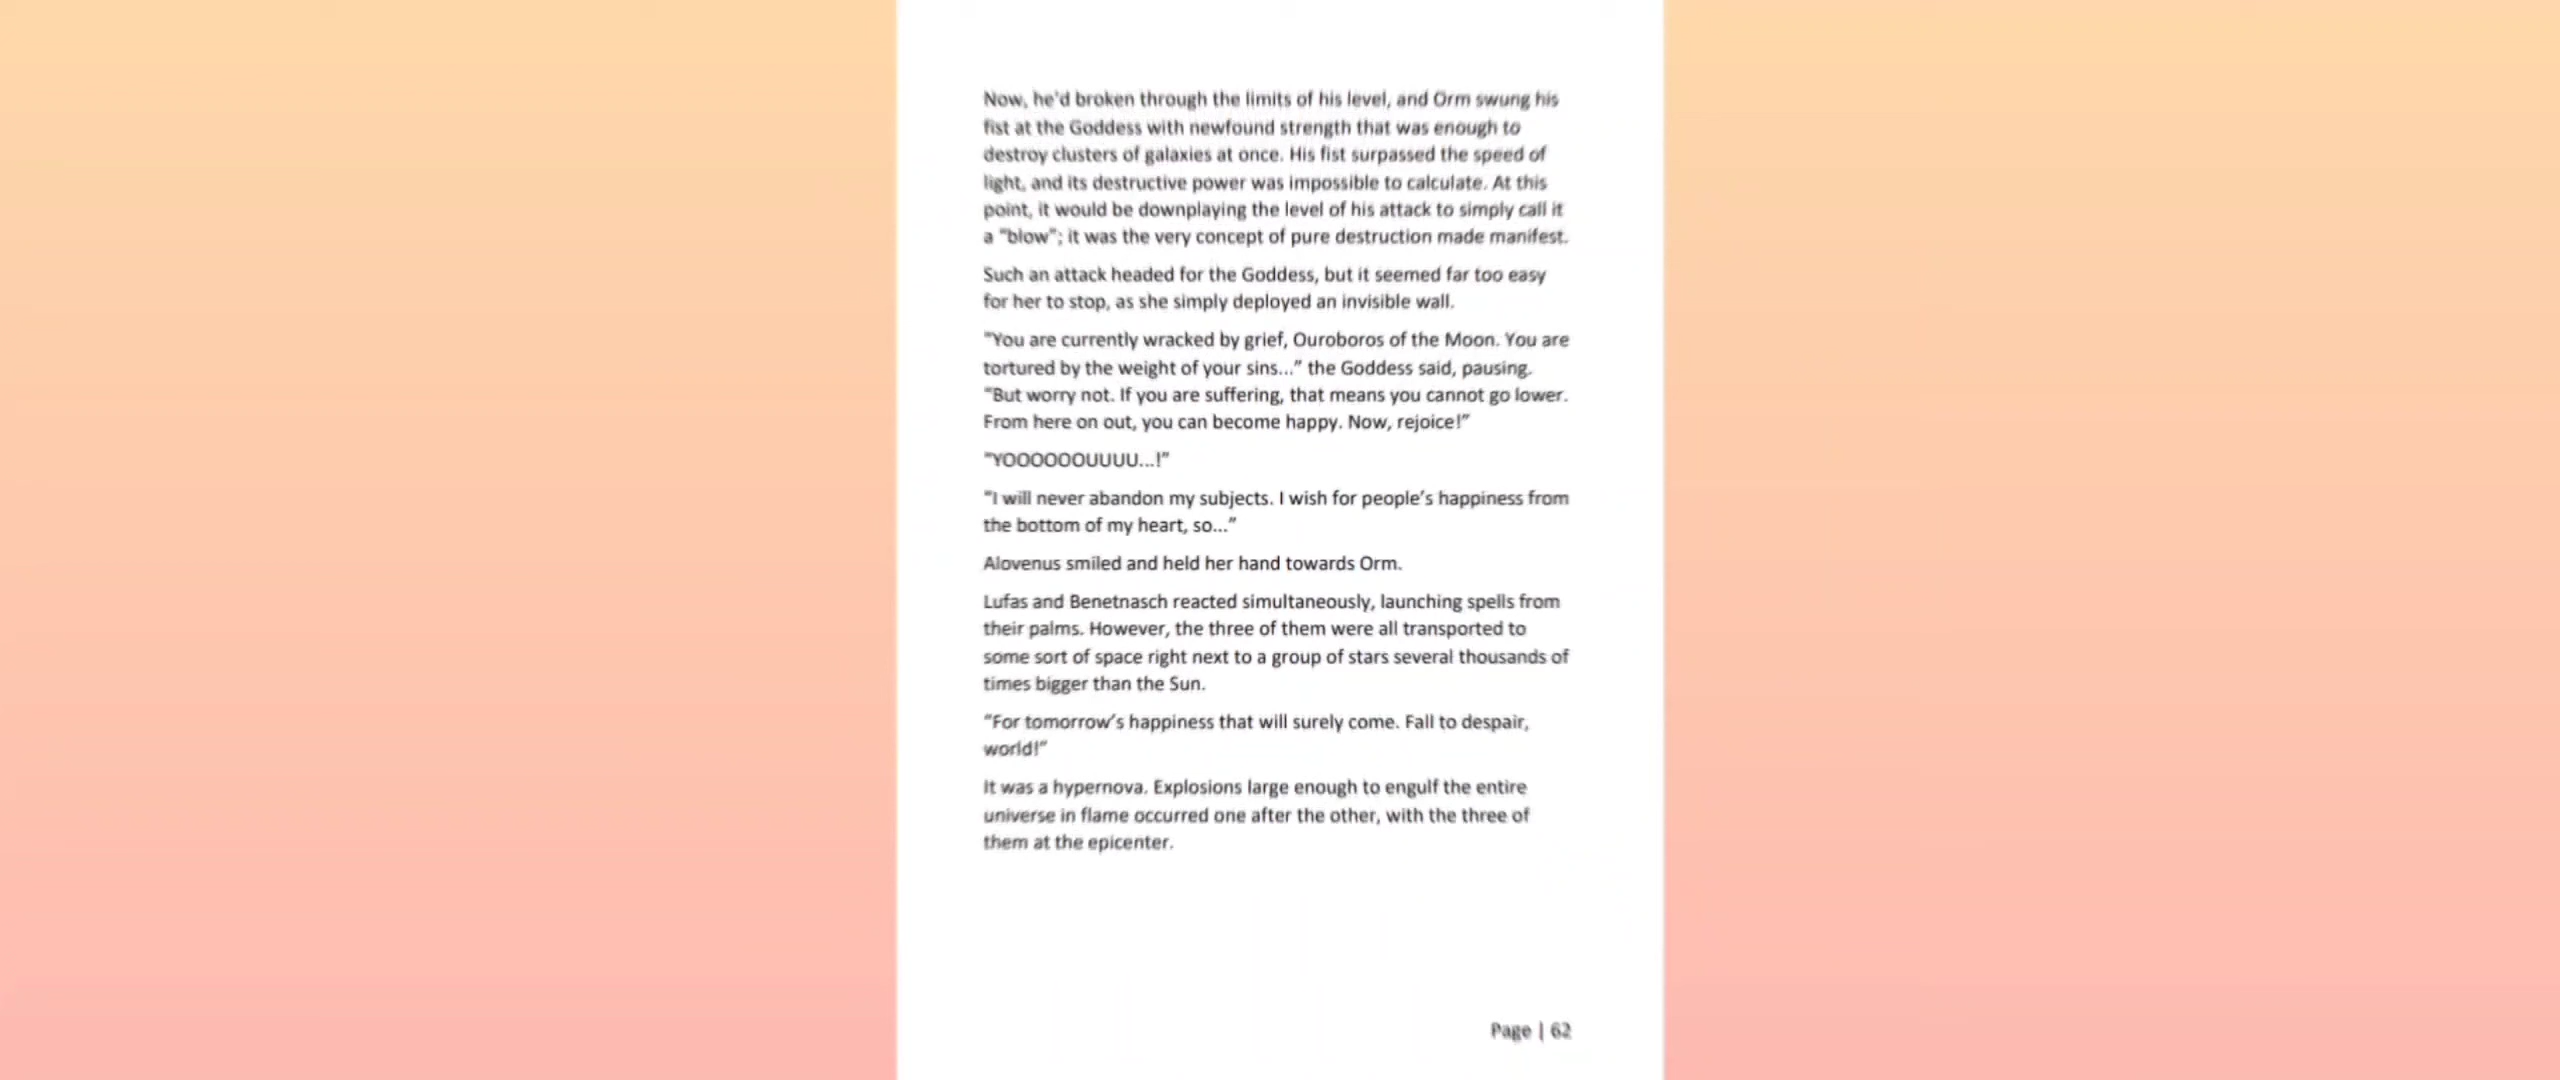 Now, he'd broken through the limits of his level, and Orm swung his
fist at the Goddess with newfound strength that was enough to
destroy clusters of galaxies at once. His fist surpassed the speed of
light, and its destructive power was impossible to calculate. At this
point, it would be downplaying the level of his attack to simply call it
a "blow"; it was the very concept of pure destruction made manifest.
Such an attack headed for the Goddess, but it seemed far too easy
for her to stop, as she simply deployed an invisible wall.
"You are currently wracked by grief, Ouroboros of the Moon. You are
tortured by the weight of your sins..." the Goddess said, pausing.
"But worry not. If you are suffering, that means you cannot go lower.
From here on out, you can become happy. Now, rejoice!"
"YOOOOOOUUUU...!"
"I will never abandon my subjects. I wish for people's happiness from
the bottom of my heart, so..."
Alovenus smiled and held her hand towards Orm.
Lufas and Benetnasch reacted simultaneously, launching spells from
their palms. However, the three of them were all transported to
some sort of space right next to a group of stars several thousands of
times bigger than the Sun.
"For tomorrow's happiness that will surely come. Fall to despair,
world!"
It was a hypernova. Explosions large enough to engulf the entire
universe in flame occurred one after the other, with the three of
them at the epicenter.
Page | 62